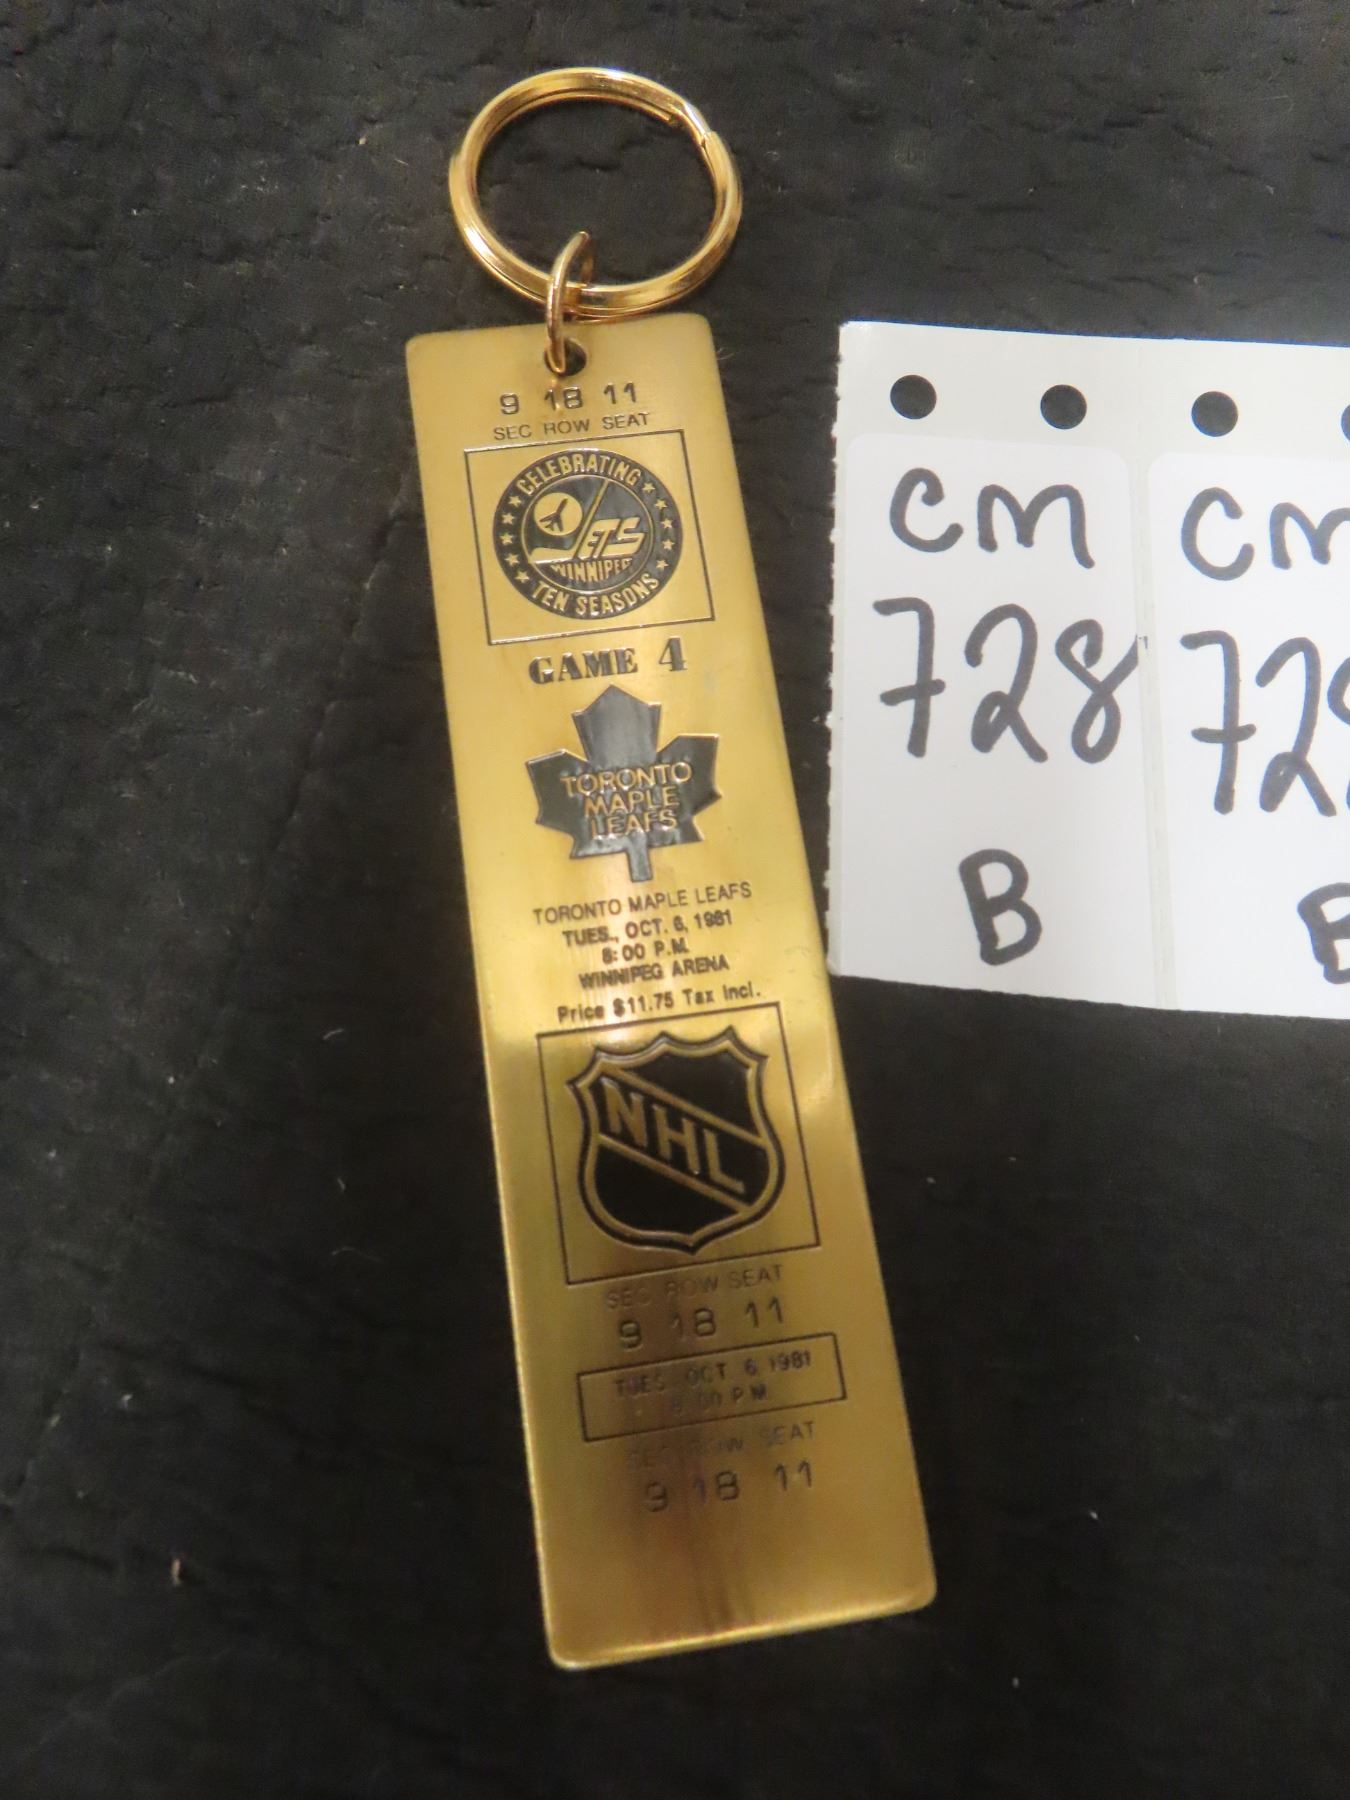 9 18 11
SEC ROW SEAT
CELEBRATING
JETS
WINNIPEG
TEN SEASONS
GAME 4
TORONTO
MAPLE
LEAFS
TORONTO MAPLE LEAFS
TUES., OCT. 6, 1981
8:00 P.M.
WINNIPEG ARENA
Price $11.75 Tax Incl.
NHL
SEC ROW SEAT
9 18 11
TUES. OCT. 6, 1981
8:00 P.M.
SEC ROW SEAT
9 18 11
CM
728
B
CM
728
B